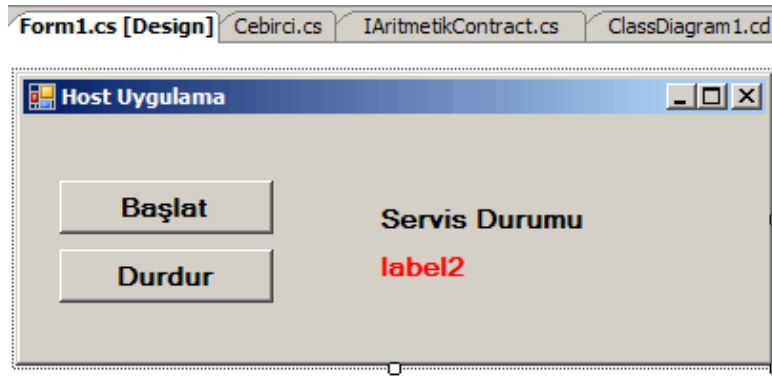 Form1.cs [Design] Cebirci.cs IAritmetikContract.cs ClassDiagram1.cd
Host Uygulama
Başlat
Servis Durumu
Durdur
label2